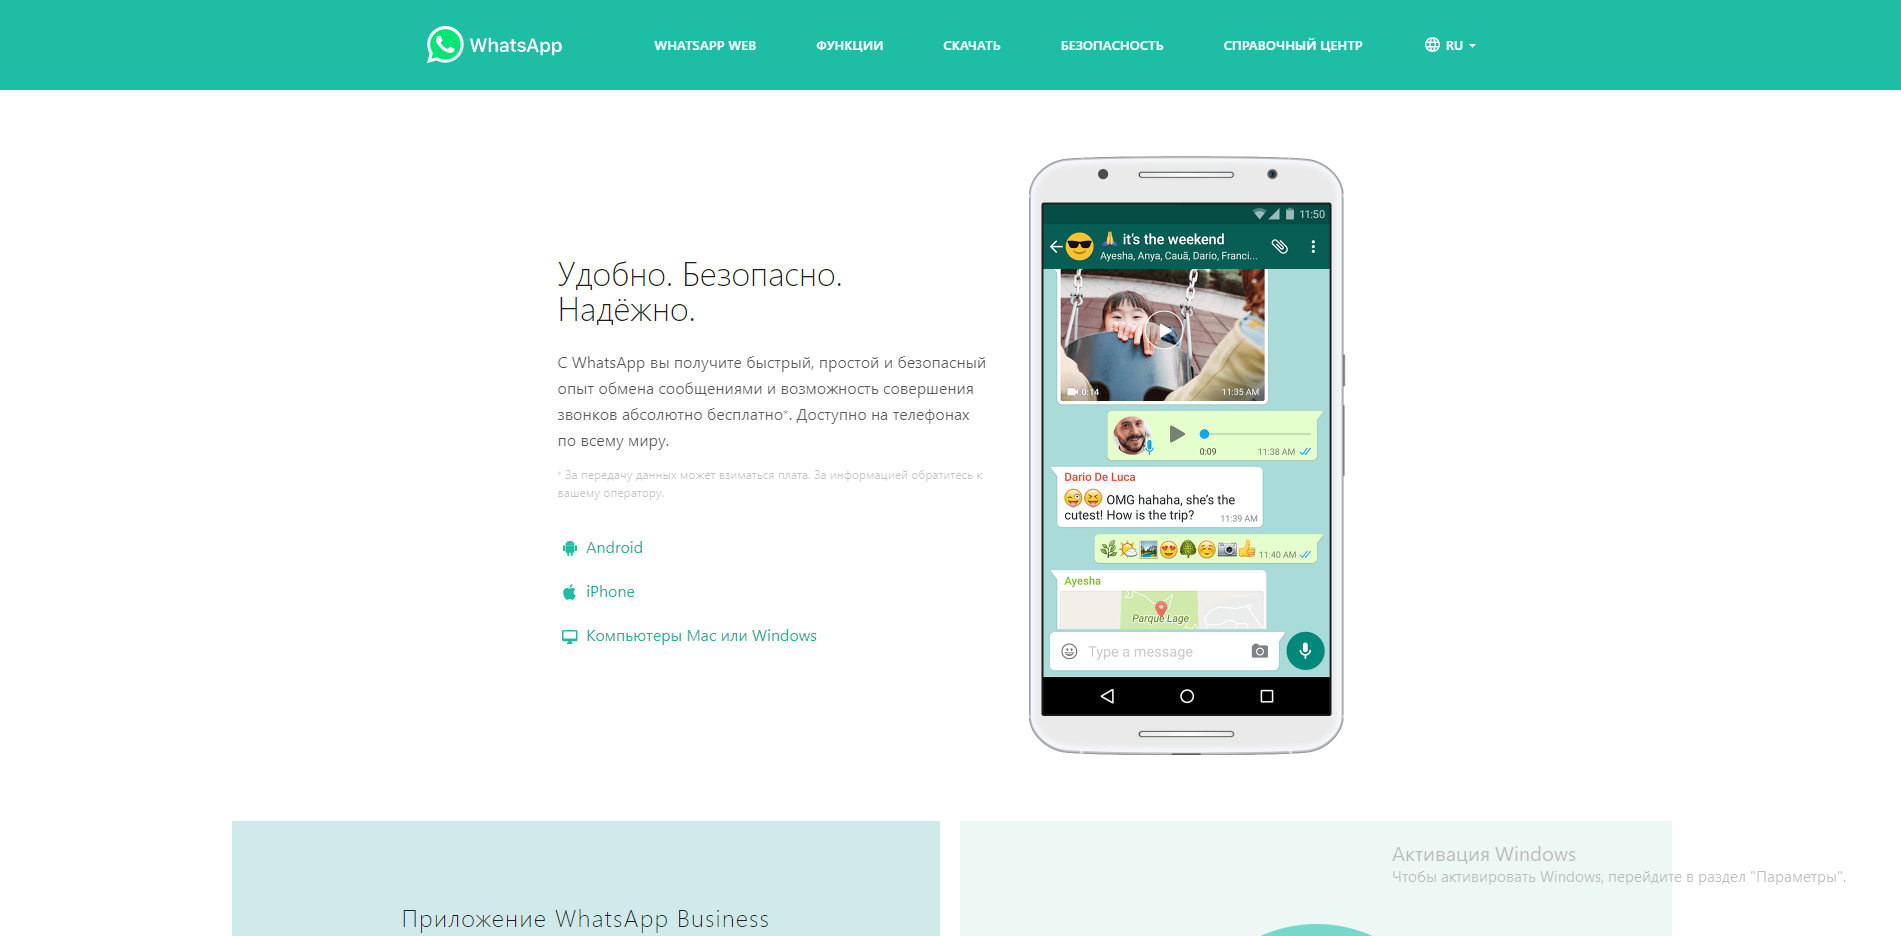 WhatsApp
WHATSAPP WEB
ФУНКЦИИ
СКАЧАТЬ
БЕЗОПАСНОСТЬ
СПРАВОЧНЫЙ ЦЕНТР
RU
Удобно. Безопасно.
Надёжно.
С WhatsApp вы получите быстрый, простой и безопасный
опыт обмена сообщениями и возможность совершения
звонков абсолютно бесплатно*. Доступно на телефонах
по всему миру.
* За передачу данных может взиматься плата. За информацией обратитесь к
вашему оператору.
Android
iPhone
Компьютеры Mac или Windows
11:50
🙏 it's the weekend
Ayesha, Anya, Cauã, Dario, Franci...
0:14 11:35 AM
0:09 11:38 AM
Dario De Luca
😜😝 OMG hahaha, she's the
cutest! How is the trip? 11:39 AM
11:40 AM
Ayesha
Parque Lage
Type a message
Приложение WhatsApp Business
Активация Windows
Чтобы активировать Windows, перейдите в раздел "Параметры".